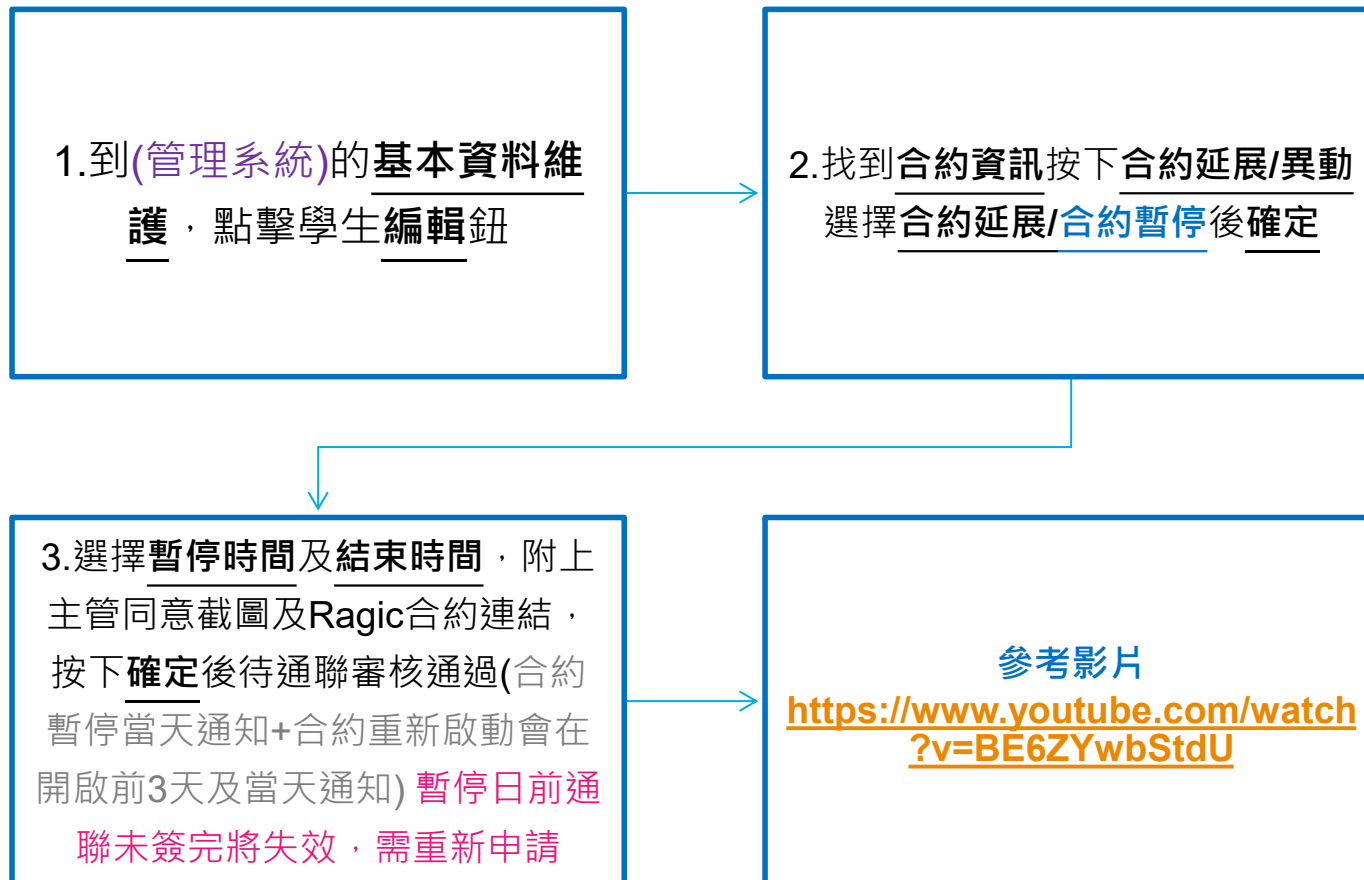 1.到(管理系統)的基本資料維
護，點擊學生編輯鈕
2.找到合約資訊按下合約延展/異動
選擇合約延展/合約暫停後確定
3.選擇暫停時間及結束時間，附上
主管同意截圖及Ragic合約連結，
按下確定後待通聯審核通過(合約
暫停當天通知+合約重新啟動會在
開啟前3天及當天通知) 暫停日前通
聯未簽完將失效，需重新申請
參考影片
https://www.youtube.com/watch
?v=BE6ZYwbStdU